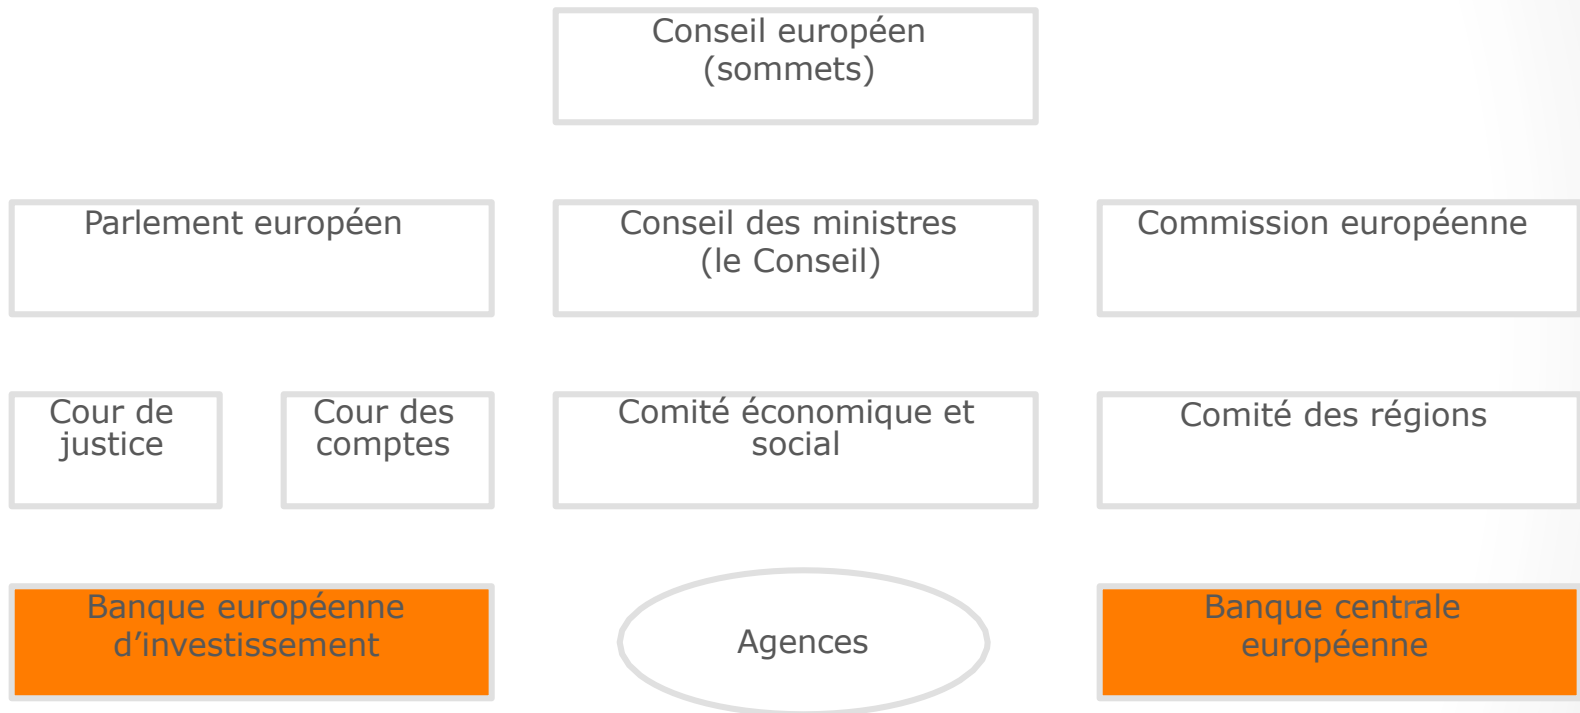 Conseil européen
(sommets)
Parlement européen
Conseil des ministres
(le Conseil)
Commission européenne
Cour de
justice
Cour des
comptes
Comité économique et
social
Comité des régions
Banque européenne
d’investissement
Agences
Banque centrale
européenne